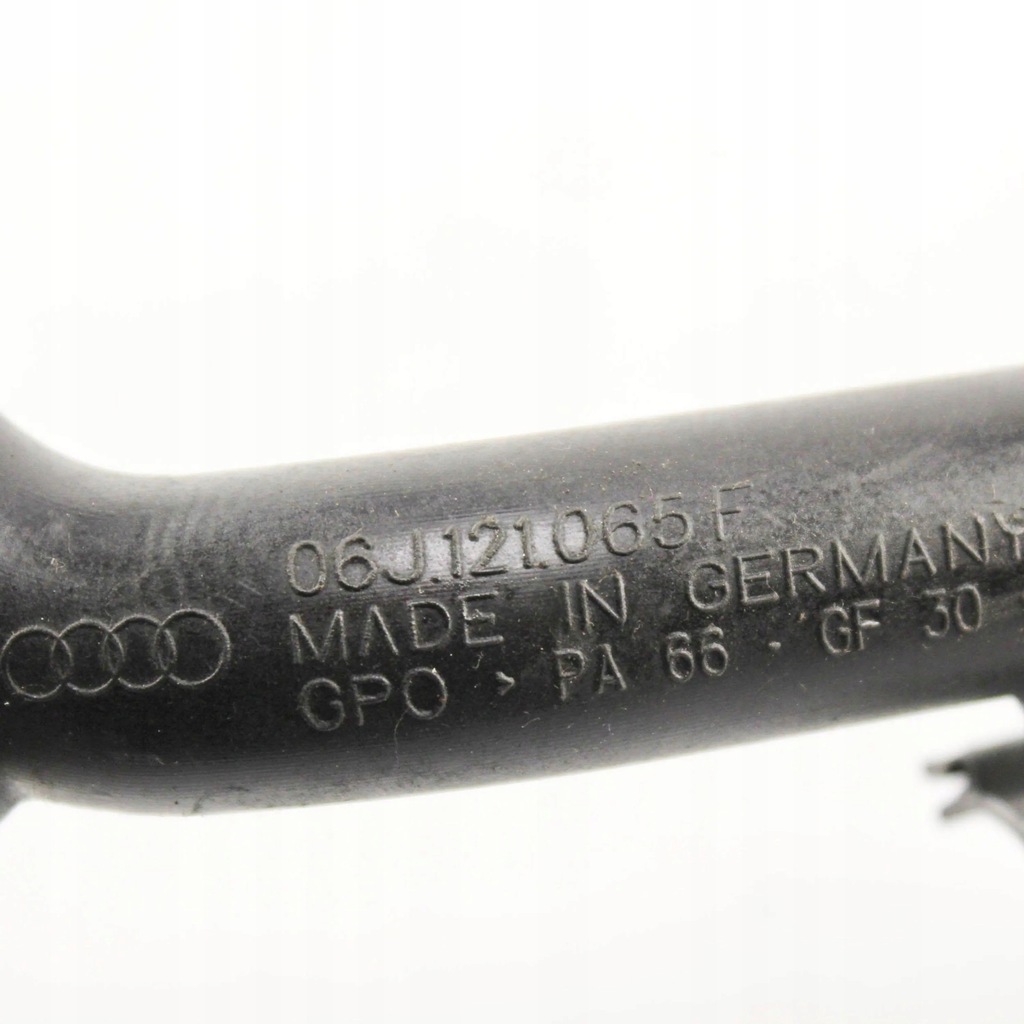 06J.121.065 F
MADE IN GERMANY
GPO > PA 66 - GF 30